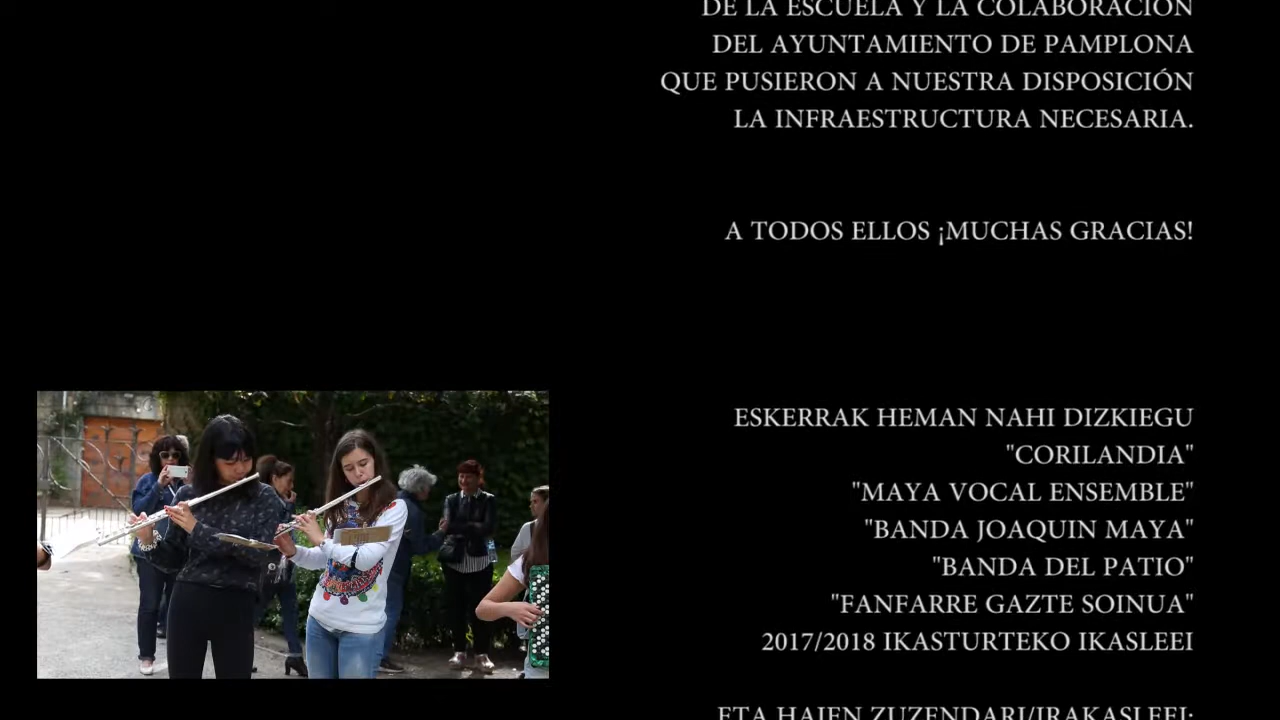 DE LA ESCUELA Y LA COLABORACIÓN
DEL AYUNTAMIENTO DE PAMPLONA
QUE PUSIERON A NUESTRA DISPOSICIÓN
LA INFRAESTRUCTURA NECESARIA.
A TODOS ELLOS ¡MUCHAS GRACIAS!
ESKERRAK HEMAN NAHI DIZKIEGU
"CORILANDIA"
"MAYA VOCAL ENSEMBLE"
"BANDA JOAQUIN MAYA"
"BANDA DEL PATIO"
"FANFARRE GAZTE SOINUA"
2017/2018 IKASTURTEKO IKASLEEI
ETA HAIEN ZUZENDARI/IRAKASLEEI: